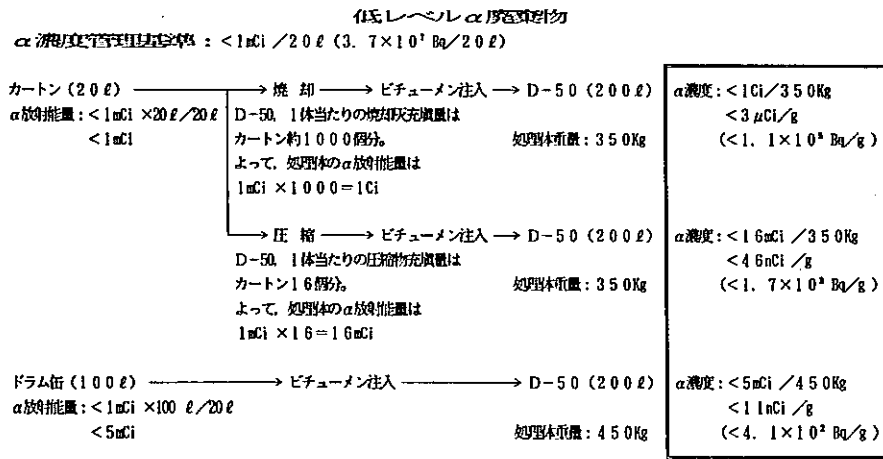 低レベルα廃棄物
α濃度管理基準：<1mCi/20ℓ (3. 7×10⁷ Bq/20ℓ)
カートン(20ℓ) → 焼却 → ビチューメン注入 → D-50 (200ℓ)
α放射能量：<1mCi ×20ℓ/20ℓ
<1mCi
D-50, 1体当たりの焼却灰充填量は
カートン約1000個分。
よって, 処理体のα放射能量は
1mCi ×1000=1Ci
処理体重量：350Kg
α濃度：<1Ci/350Kg
<3μCi/g
(<1. 1×10⁵ Bq/g)
→ 圧縮 → ビチューメン注入 → D-50 (200ℓ)
D-50, 1体当たりの圧縮物充填量は
カートン16個分。
よって, 処理体のα放射能量は
1mCi ×16=16mCi
処理体重量：350Kg
α濃度：<16mCi/350Kg
<46nCi/g
(<1. 7×10³ Bq/g)
ドラム缶(100ℓ) → ビチューメン注入 → D-50 (200ℓ)
α放射能量：<1mCi ×100 ℓ/20ℓ
<5mCi
処理体重量：450Kg
α濃度：<5mCi/450Kg
<11nCi/g
(<4. 1×10² Bq/g)